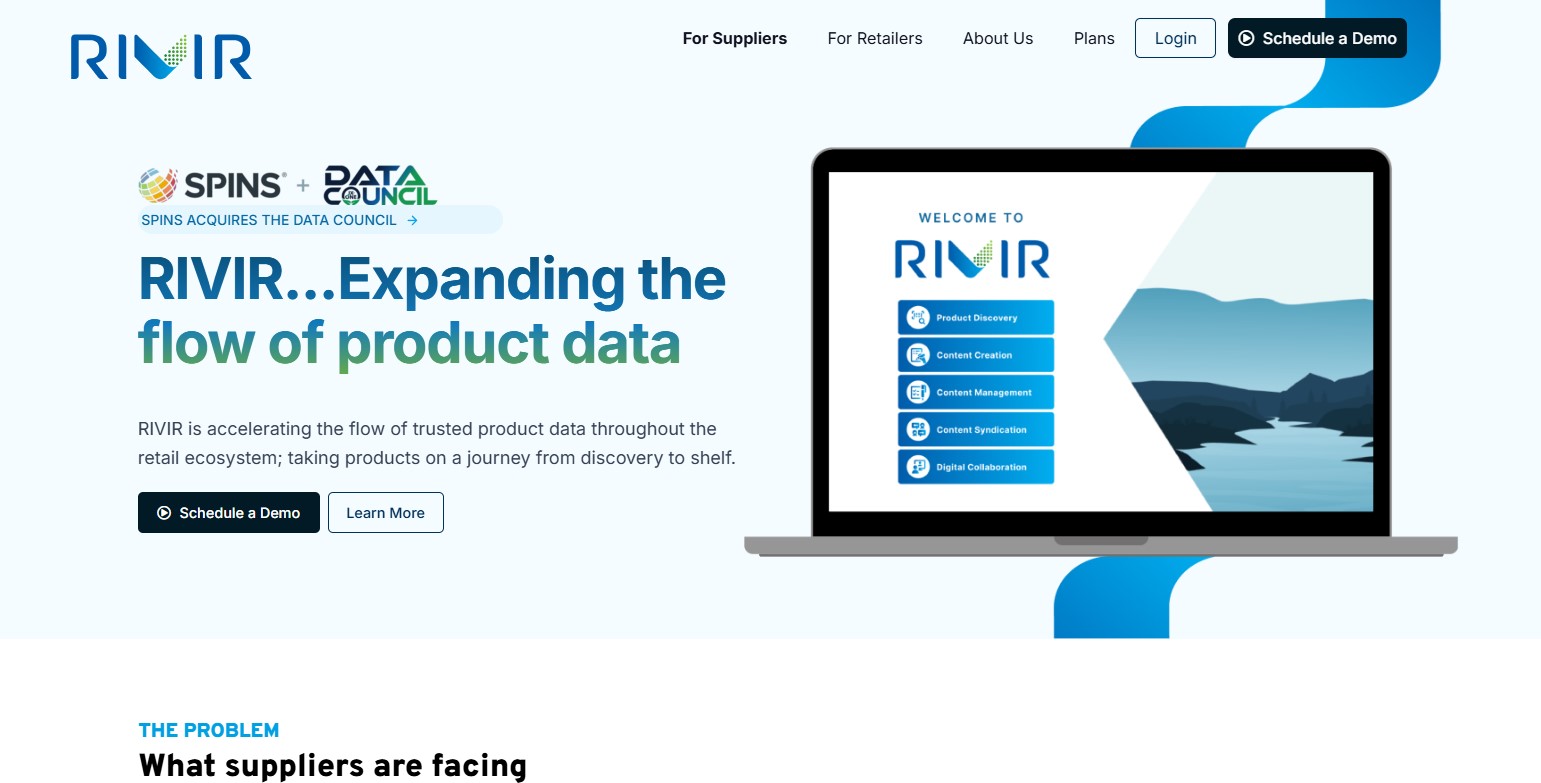 RIVIR
For Suppliers
For Retailers
About Us
Plans
Login
Schedule a Demo
SPINS® + DATA COUNCIL
SPINS ACQUIRES THE DATA COUNCIL →
RIVIR...Expanding the
flow of product data
RIVIR is accelerating the flow of trusted product data throughout the
retail ecosystem; taking products on a journey from discovery to shelf.
Schedule a Demo
Learn More
WELCOME TO
RIVIR
Product Discovery
Content Creation
Content Management
Content Syndication
Digital Collaboration
THE PROBLEM
What suppliers are facing